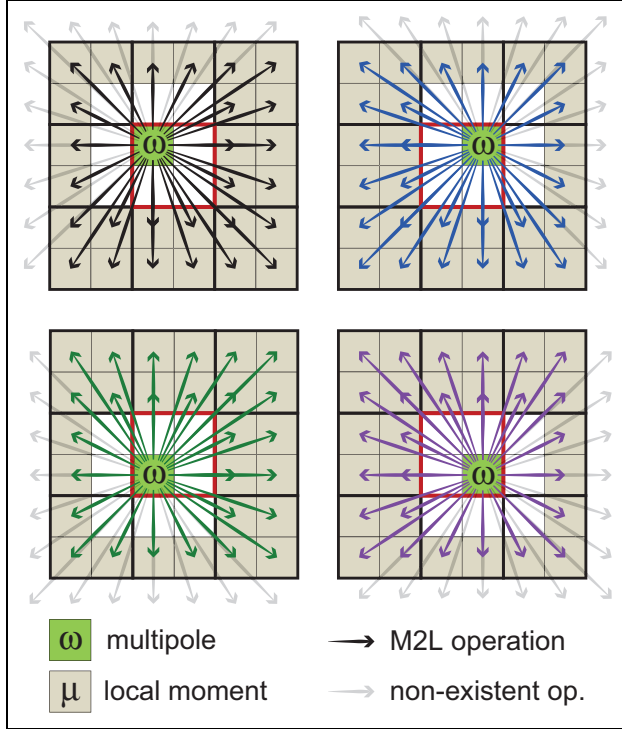 ω ω
ω ω
ω multipole → M2L operation
μ local moment → non-existent op.